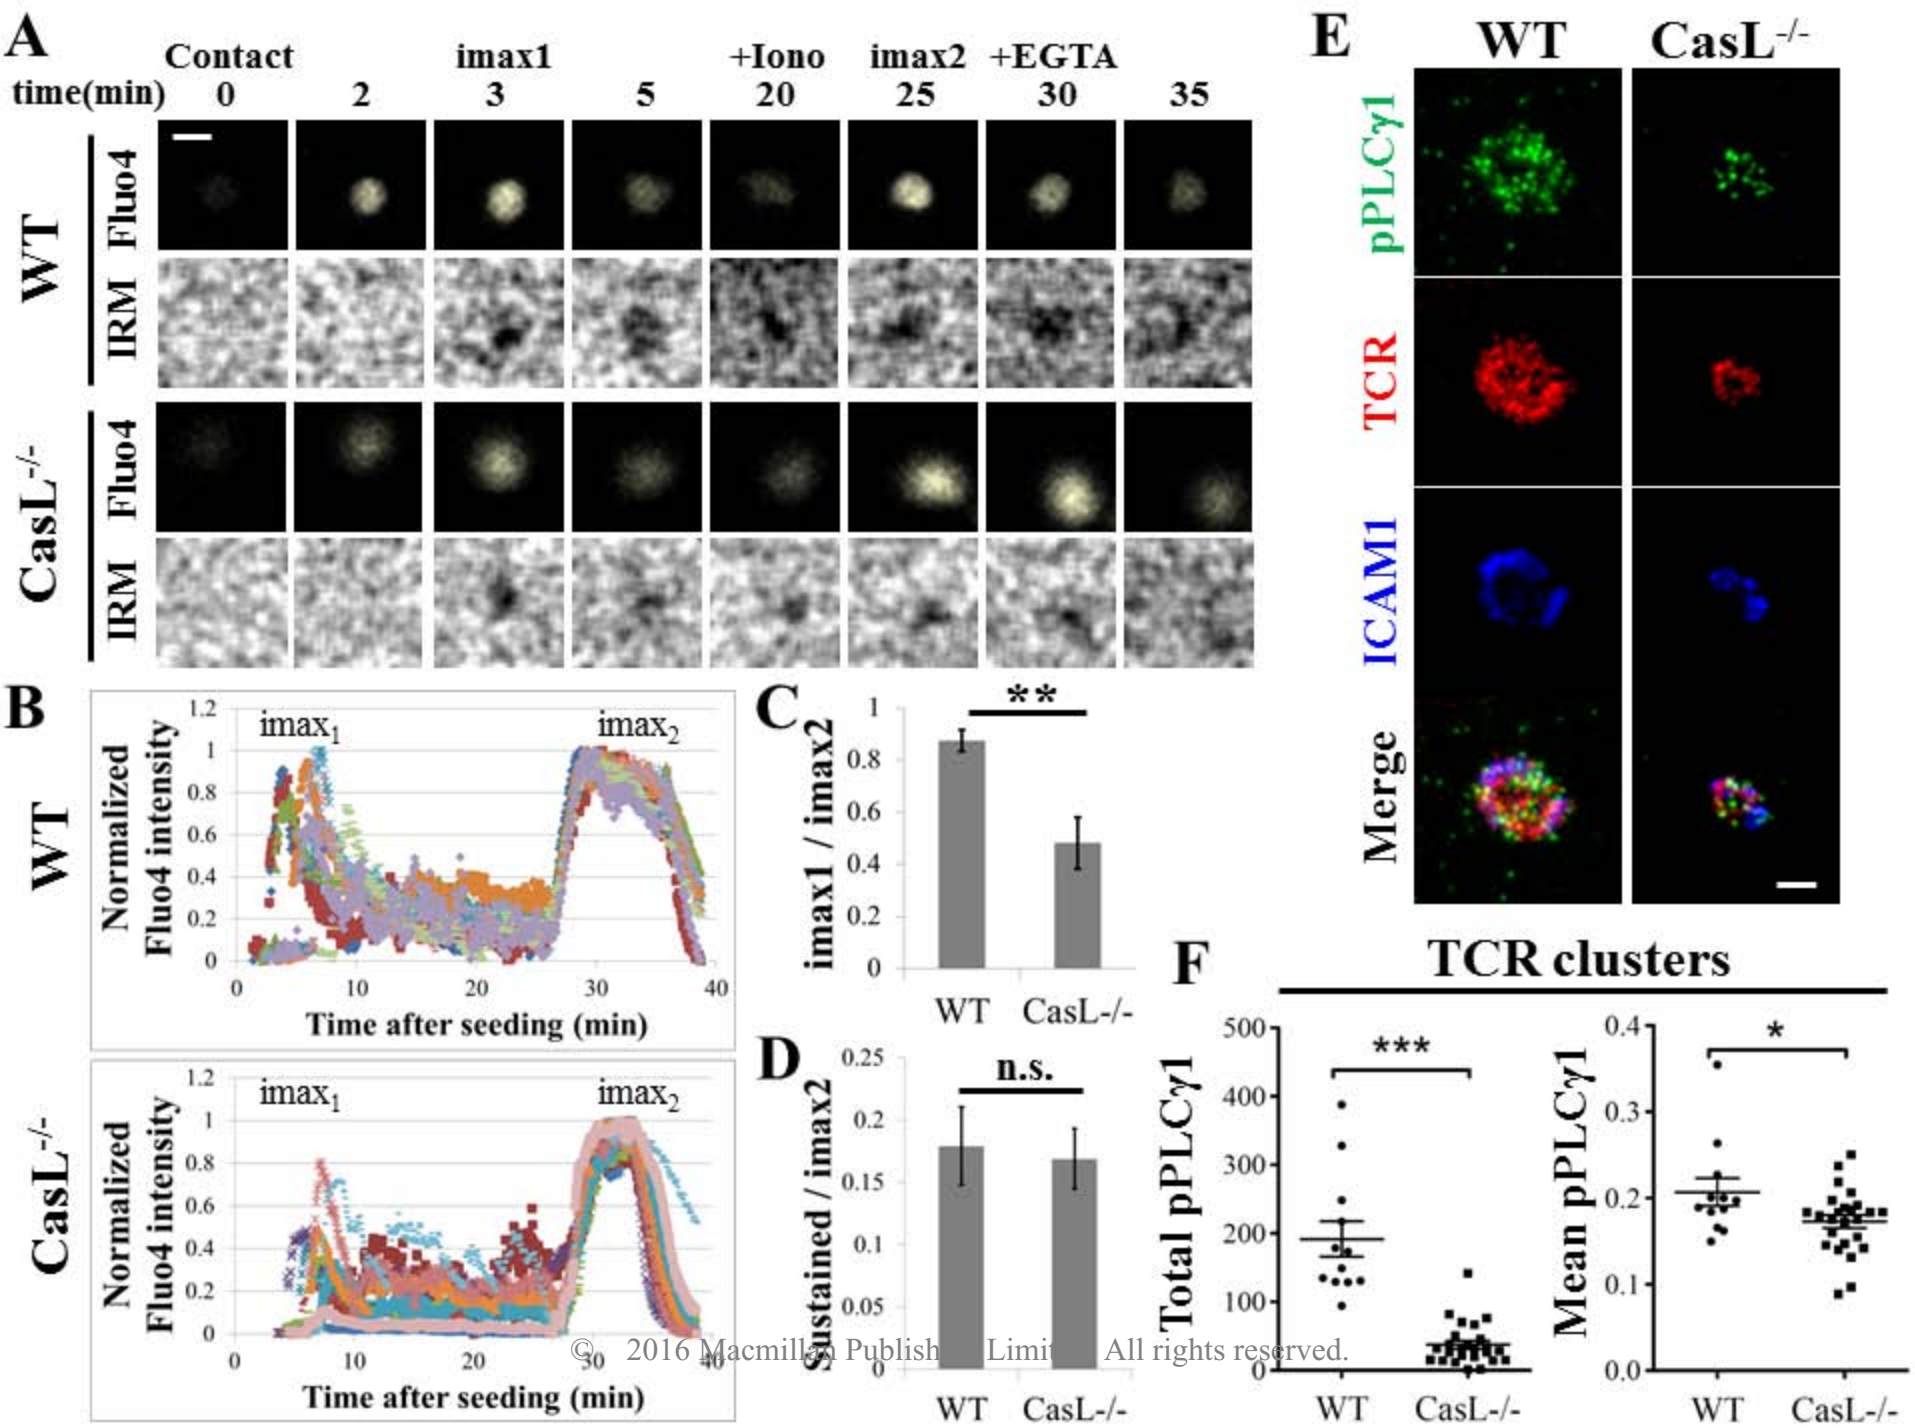 A
Contact imax1 +Iono imax2 +EGTA
time(min) 0 2 3 5 20 25 30 35
WT
Fluo4
IRM
CasL-/-
Fluo4
IRM
B
WT
Normalized
Fluo4 intensity
1.2
1
0.8
0.6
0.4
0.2
0
imax1 imax2
0 10 20 30 40
Time after seeding (min)
CasL-/-
Normalized
Fluo4 intensity
1.2
1
0.8
0.6
0.4
0.2
0
imax1 imax2
0 10 20 30 40
Time after seeding (min)
C
imax1 / imax2
1
0.8
0.6
0.4
0.2
0
**
WT CasL-/-
D
Sustained / imax2
0.25
0.2
0.15
0.1
0.05
0
n.s.
WT CasL-/-
E
WT CasL-/-
pPLCγ1
TCR
ICAM1
Merge
F
TCR clusters
Total pPLCγ1
500
400
300
200
100
0
***
WT CasL-/-
Mean pPLCγ1
0.4
0.3
0.2
0.1
0.0
*
WT CasL-/-
© 2016 Macmillan Publish Limit All rights reserved.